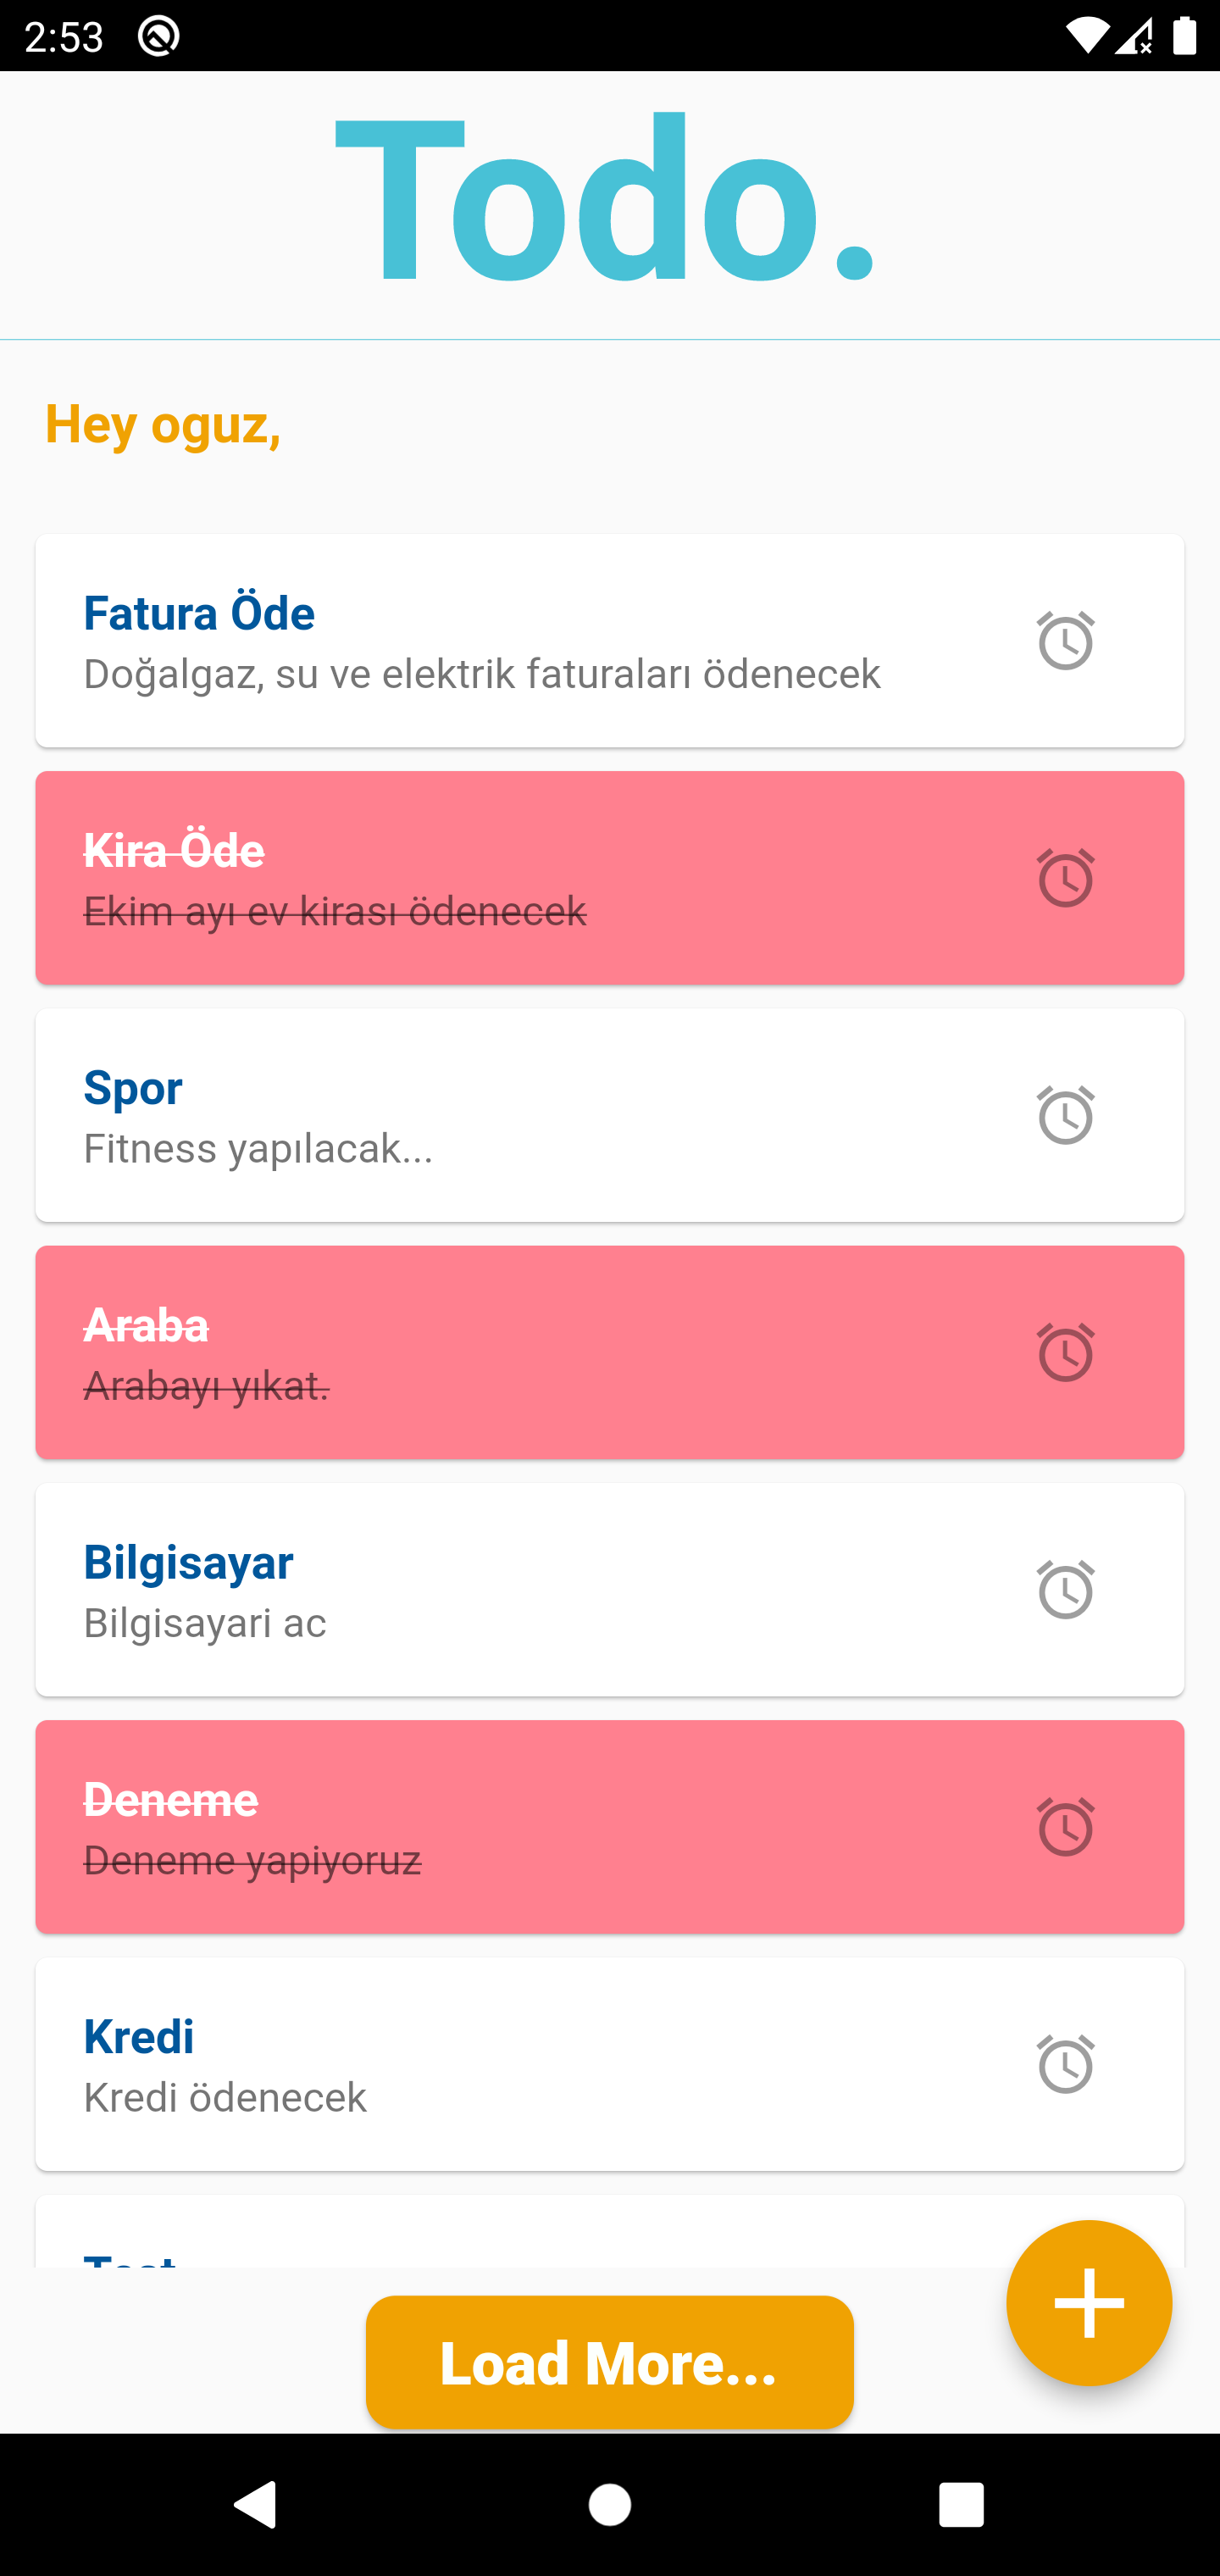 2:53
Todo.
Hey oguz,
Fatura Öde
Doğalgaz, su ve elektrik faturaları ödenecek
Kira Öde
Ekim ayı ev kirası ödenecek
Spor
Fitness yapılacak...
Araba
Arabayı yıkat.
Bilgisayar
Bilgisayari ac
Deneme
Deneme yapiyoruz
Kredi
Kredi ödenecek
Load More...